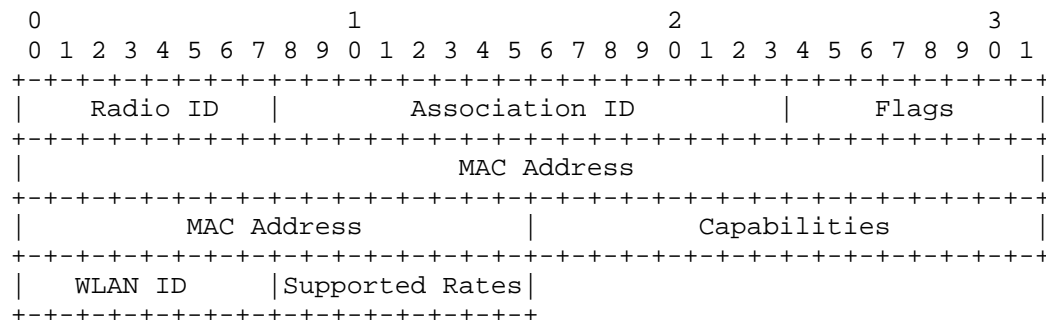 0                   1                   2                   3
 0 1 2 3 4 5 6 7 8 9 0 1 2 3 4 5 6 7 8 9 0 1 2 3 4 5 6 7 8 9 0 1
+-+-+-+-+-+-+-+-+-+-+-+-+-+-+-+-+-+-+-+-+-+-+-+-+-+-+-+-+-+-+-+-+
|    Radio ID   |        Association ID         |     Flags     |
+-+-+-+-+-+-+-+-+-+-+-+-+-+-+-+-+-+-+-+-+-+-+-+-+-+-+-+-+-+-+-+-+
|                           MAC Address                         |
+-+-+-+-+-+-+-+-+-+-+-+-+-+-+-+-+-+-+-+-+-+-+-+-+-+-+-+-+-+-+-+-+
|          MAC Address          |          Capabilities         |
+-+-+-+-+-+-+-+-+-+-+-+-+-+-+-+-+-+-+-+-+-+-+-+-+-+-+-+-+-+-+-+-+
|   WLAN ID     |Supported Rates|
+-+-+-+-+-+-+-+-+-+-+-+-+-+-+-+-+